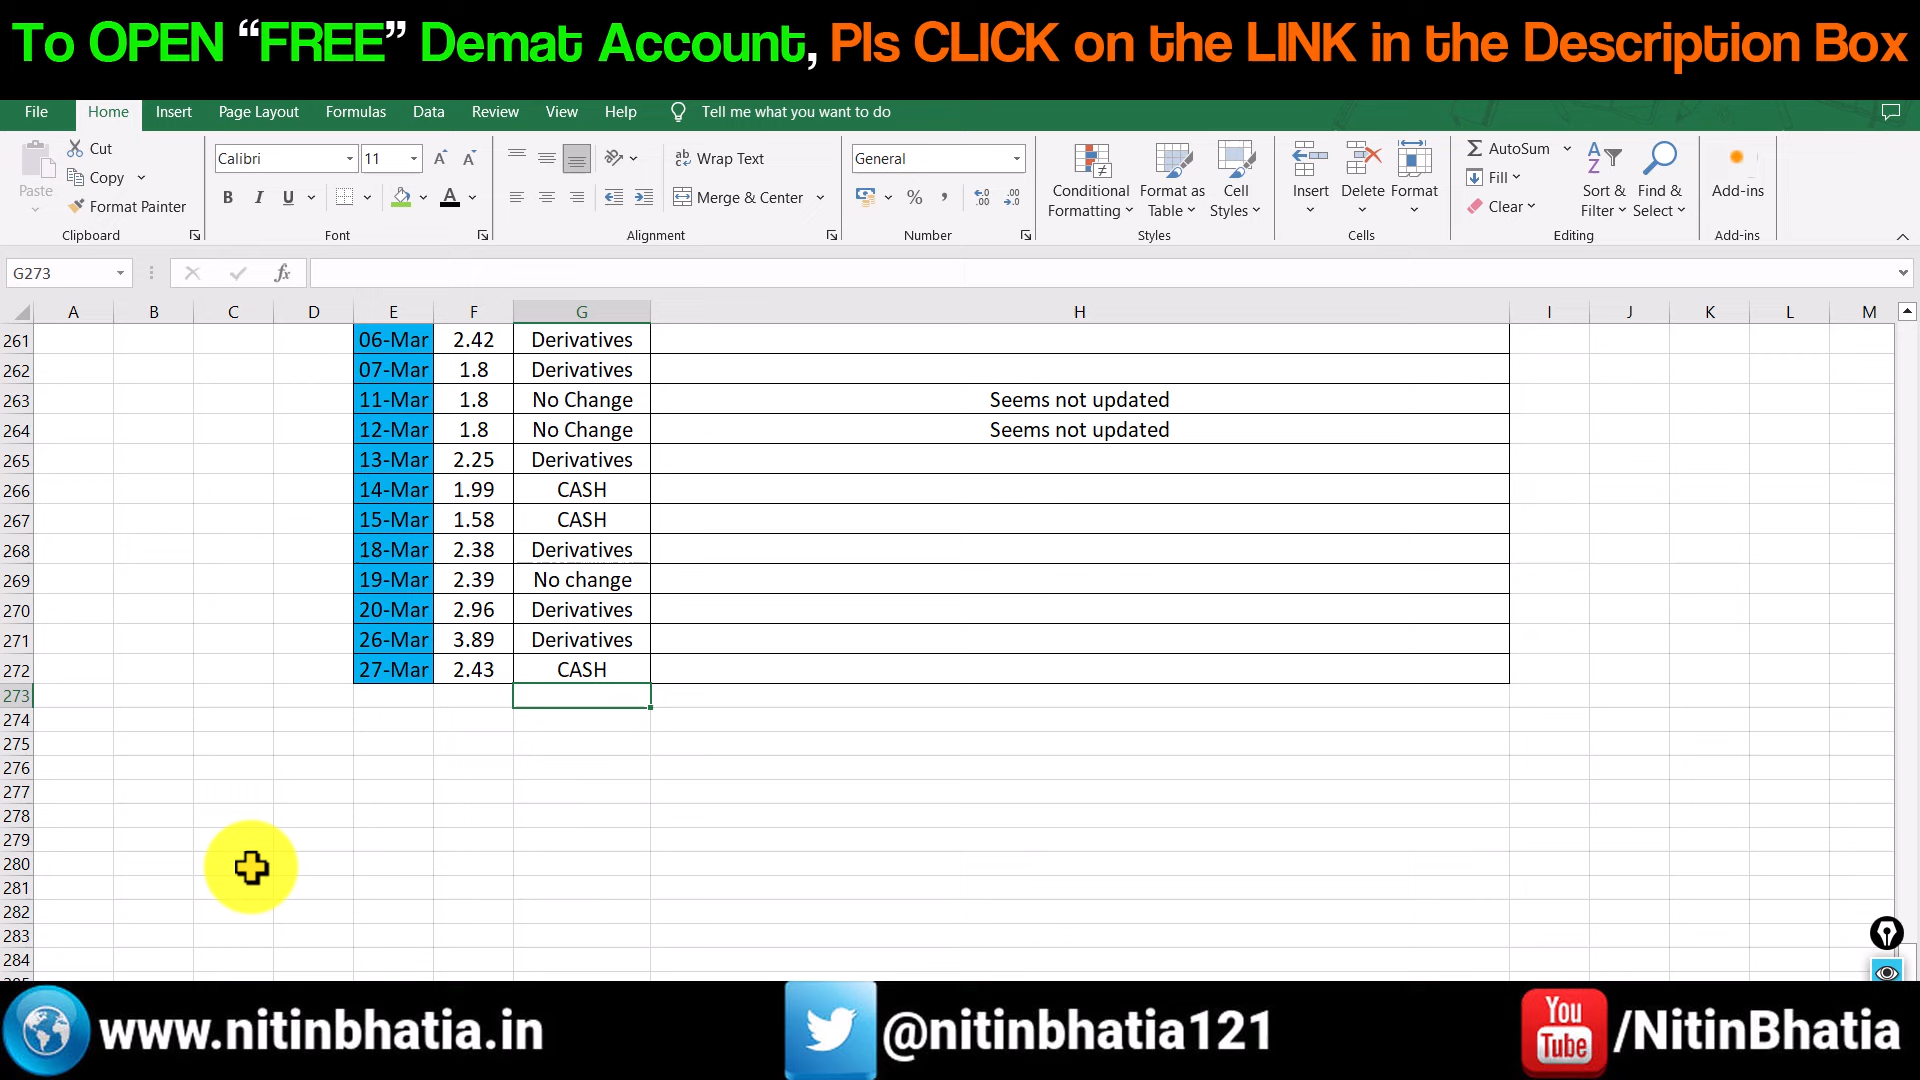 To OPEN “FREE” Demat Account, Pls CLICK on the LINK in the Description Box
File Home Insert Page Layout Formulas Data Review View Help Tell me what you want to do
Paste Cut Copy Format Painter Clipboard
Calibri 11 B I U A Font
ab Wrap Text Merge & Center Alignment
General % , Number
Conditional Formatting Format as Table Cell Styles Styles
Insert Delete Format Cells
AutoSum Fill Clear Sort & Filter Find & Select Editing
Add-ins Add-ins
G273 fx
A B C D E F G H I J K L M
261 06-Mar 2.42 Derivatives
262 07-Mar 1.8 Derivatives
263 11-Mar 1.8 No Change Seems not updated
264 12-Mar 1.8 No Change Seems not updated
265 13-Mar 2.25 Derivatives
266 14-Mar 1.99 CASH
267 15-Mar 1.58 CASH
268 18-Mar 2.38 Derivatives
269 19-Mar 2.39 No change
270 20-Mar 2.96 Derivatives
271 26-Mar 3.89 Derivatives
272 27-Mar 2.43 CASH
273
274
275
276
277
278
279
280
281
282
283
284
www.nitinbhatia.in @nitinbhatia121 You Tube /NitinBhatia